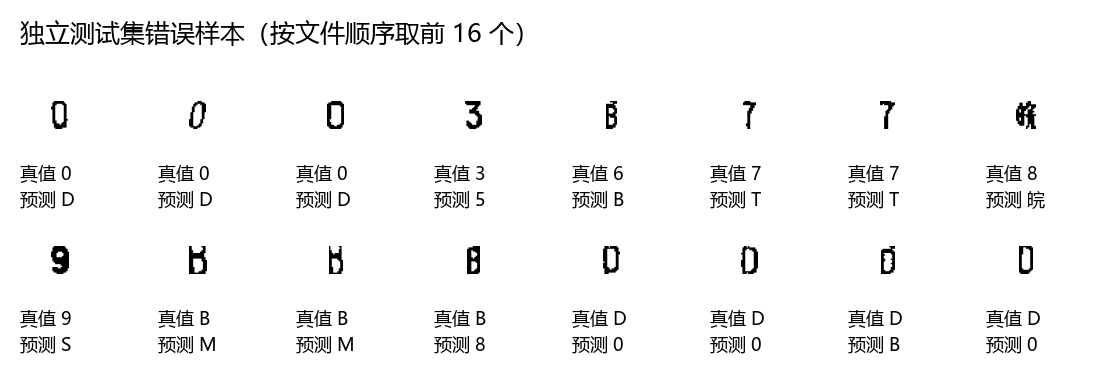 独立测试集错误样本（按文件顺序取前 16 个）
0 0 0 3 B 7 7
真值 0 真值 0 真值 0 真值 3 真值 6 真值 7 真值 7 真值 8
预测 D 预测 D 预测 D 预测 5 预测 B 预测 T 预测 T 预测 皖
9 B B B D D D D
真值 9 真值 B 真值 B 真值 B 真值 D 真值 D 真值 D 真值 D
预测 S 预测 M 预测 M 预测 8 预测 0 预测 0 预测 B 预测 0